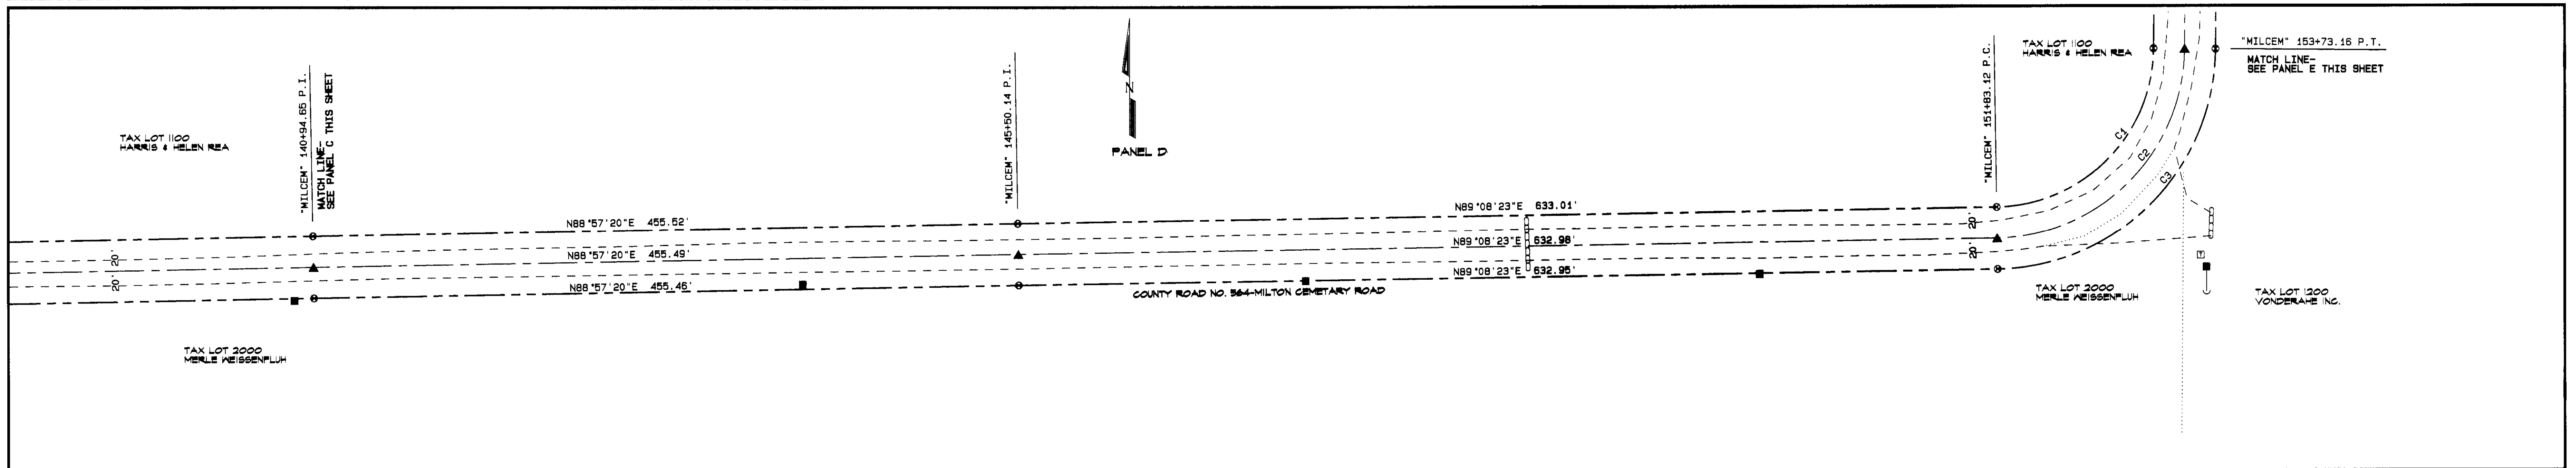 TAX LOT 1100
HARRIS & HELEN REA
"MILCEM" 140+94.65 P.I.
MATCH LINE-
SEE PANEL C THIS SHEET
"MILCEM" 145+50.14 P.I.
N
PANEL D
"MILCEM" 151+83.12 P.C.
TAX LOT 1100
HARRIS & HELEN REA
"MILCEM" 153+73.16 P.T.
MATCH LINE-
SEE PANEL E THIS SHEET
C1
C2
C3
N88°57'20"E 455.52'
N88°57'20"E 455.49'
N88°57'20"E 455.46'
N89°08'23"E 633.01'
N89°08'23"E 632.98'
N89°08'23"E 632.95'
20'
20'
20'
20'
COUNTY ROAD NO. 564-MILTON CEMETARY ROAD
T
TAX LOT 2000
MERLE WEISSENFLUH
TAX LOT 2000
MERLE WEISSENFLUH
TAX LOT 1200
VONDERAHE INC.